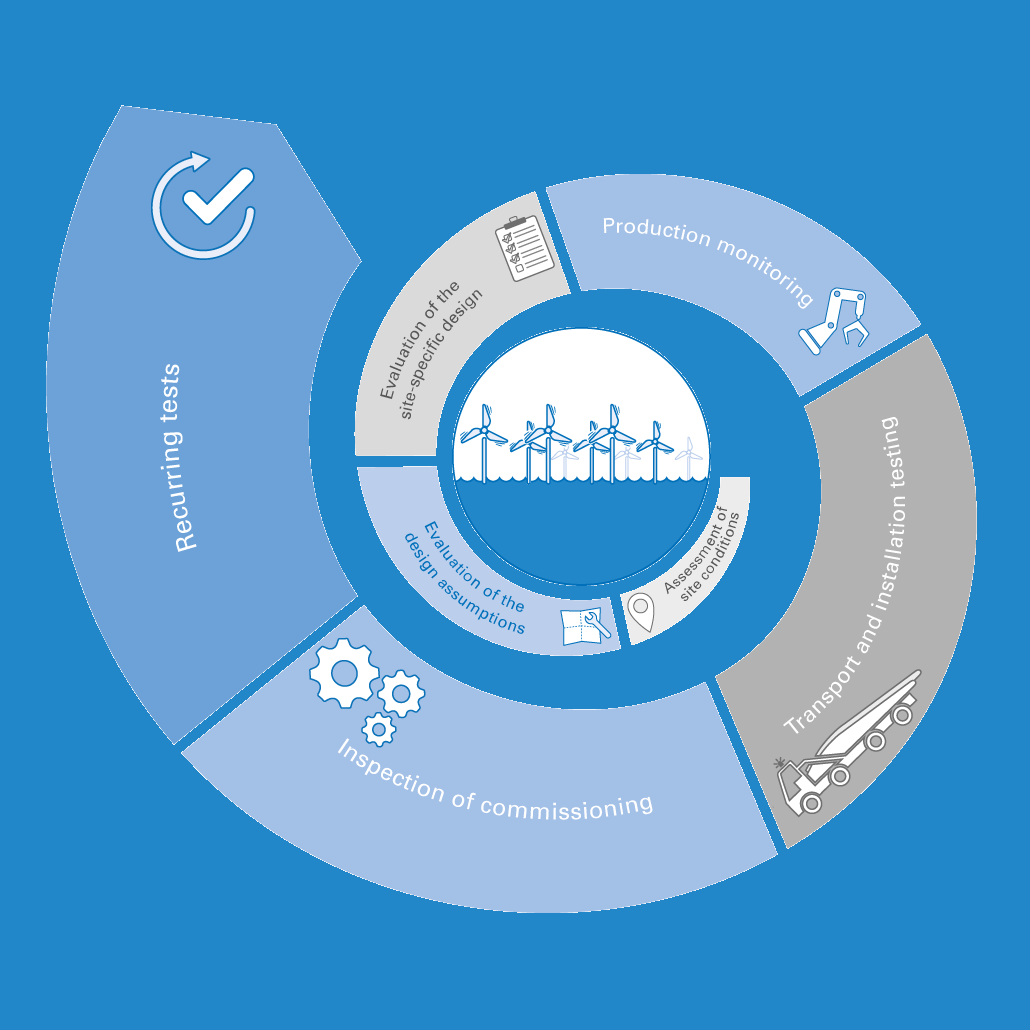 Assessment of
site conditions
Evaluation of the
design assumptions
Evaluation of the
site-specific design
Production monitoring
Transport and installation testing
Inspection of commissioning
Recurring tests